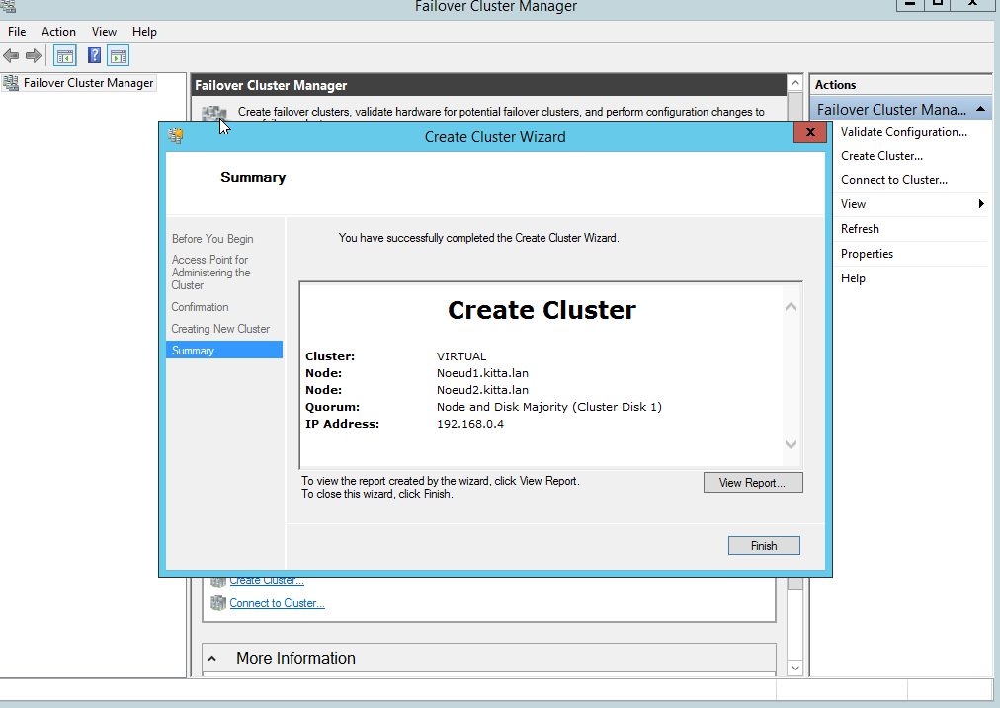 Failover Cluster Manager
File Action View Help
Failover Cluster Manager
Failover Cluster Manager
Create failover clusters, validate hardware for potential failover clusters, and perform configuration changes to
Create Cluster Wizard
x
Summary
Before You Begin
Access Point for
Administering the
Cluster
Confirmation
Creating New Cluster
Summary
You have successfully completed the Create Cluster Wizard.
Create Cluster
Cluster: VIRTUAL
Node: Noeud1.kitta.lan
Node: Noeud2.kitta.lan
Quorum: Node and Disk Majority (Cluster Disk 1)
IP Address: 192.168.0.4
To view the report created by the wizard, click View Report.
To close this wizard, click Finish.
View Report...
Finish
Create Cluster...
Connect to Cluster...
More Information
Actions
Failover Cluster Mana...
Validate Configuration...
Create Cluster...
Connect to Cluster...
View
Refresh
Properties
Help